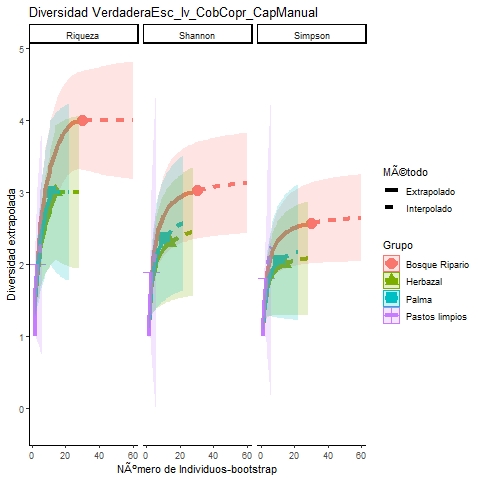 Diversidad VerdaderaEsc_Iv_CobCopr_CapManual
Riqueza Shannon Simpson
5
4
3
2
1
0
Diversidad extrapolada
0 20 40 60 0 20 40 60 0 20 40 60
NÃºmero de Individuos-bootstrap
MÃ©todo
Extrapolado
Interpolado
Grupo
Bosque Ripario
Herbazal
Palma
Pastos limpios